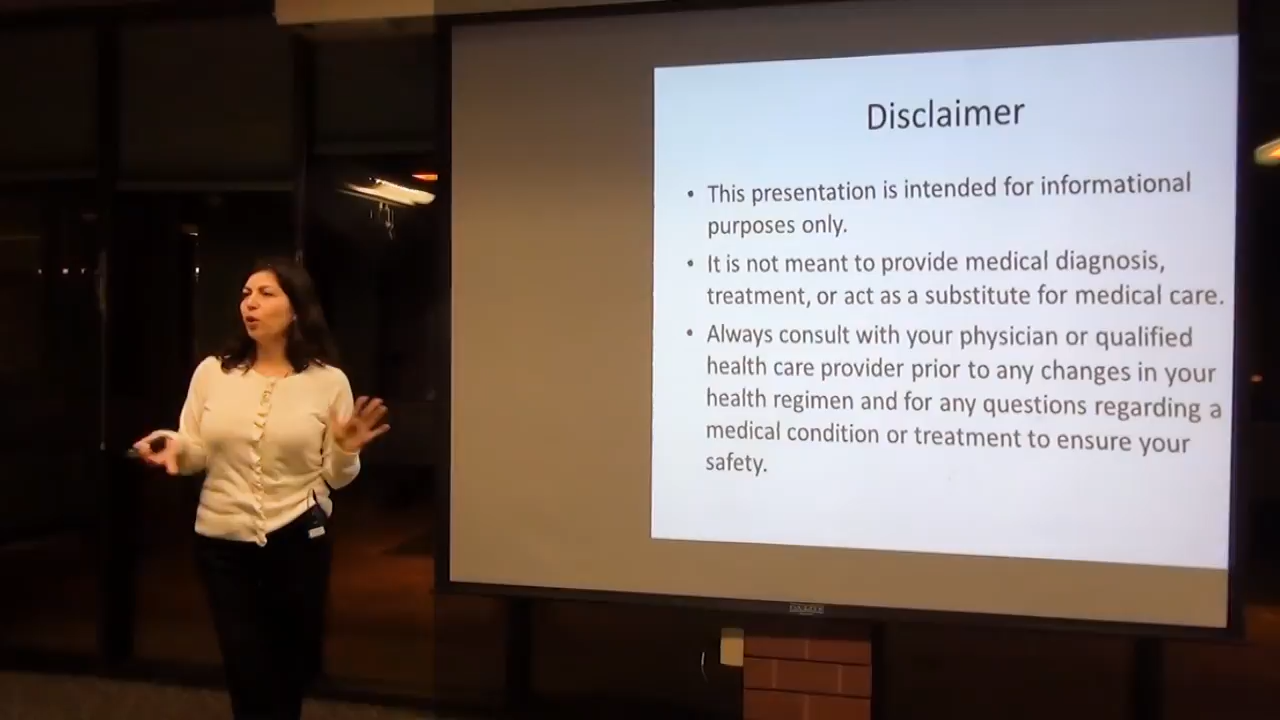 Disclaimer
• This presentation is intended for informational
purposes only.
• It is not meant to provide medical diagnosis,
treatment, or act as a substitute for medical care.
• Always consult with your physician or qualified
health care provider prior to any changes in your
health regimen and for any questions regarding a
medical condition or treatment to ensure your
safety.
DA-LITE